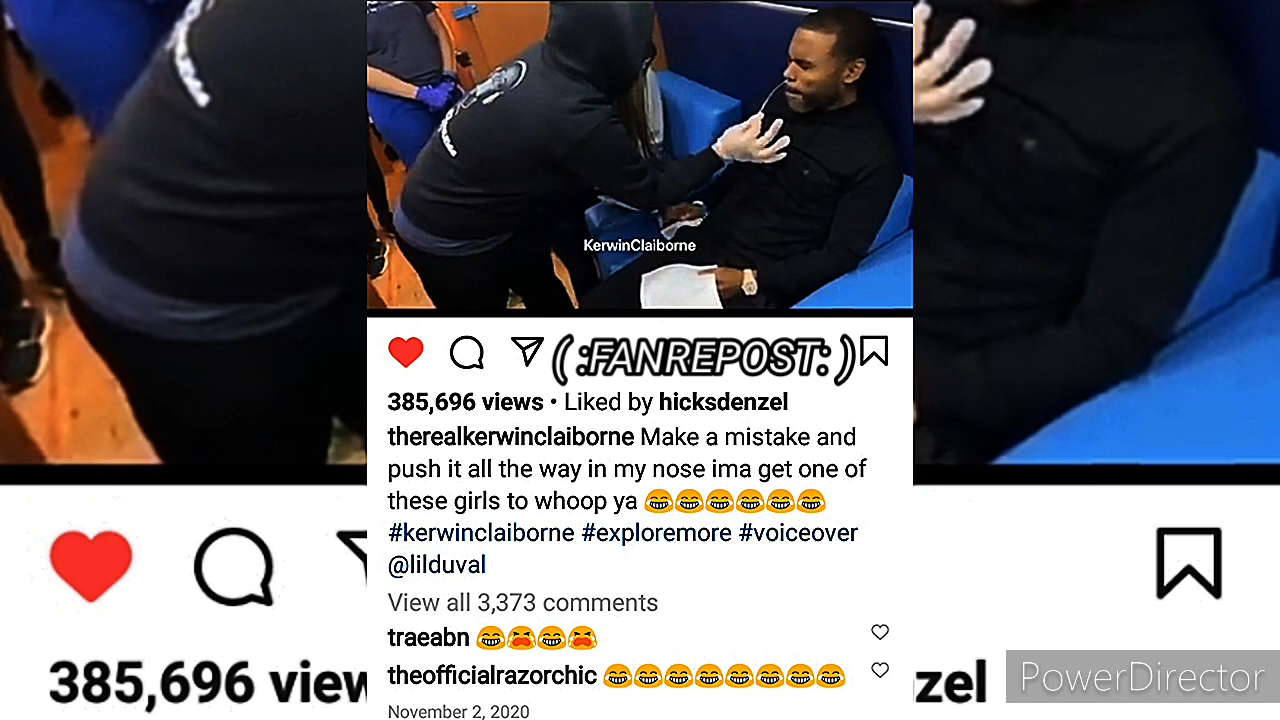 KerwinClaiborne
( :FANREPOST: )
385,696 views • Liked by hicksdenzel
therealkerwinclaiborne Make a mistake and
push it all the way in my nose ima get one of
these girls to whoop ya 😂😂😂😂😂😂
#kerwinclaiborne #exploremore #voiceover
@lilduval
View all 3,373 comments
traeabn 😂😭😂😭
theofficialrazorchic 😂😂😂😂😂😂😂😂
November 2, 2020
385,696 view
zel
PowerDirector